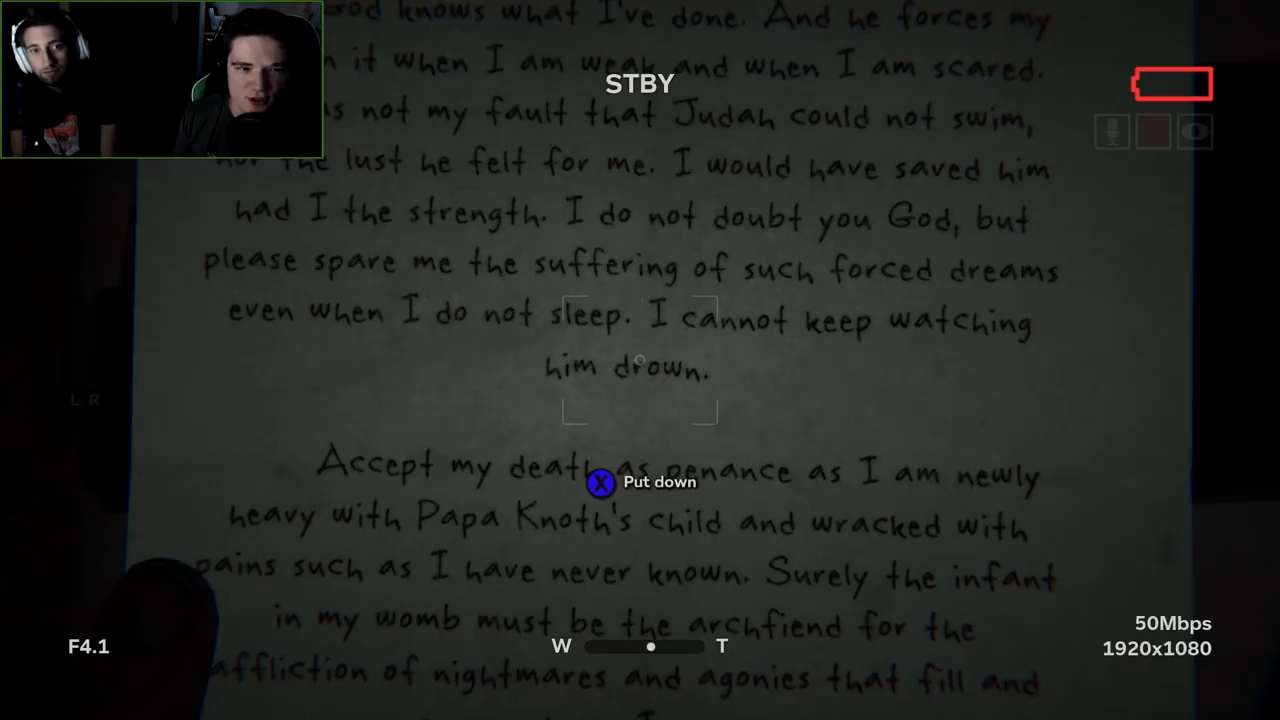 God knows what I've done. And he forces my
it when I am weak and when I am scared.
STBY
not my fault that Judah could not swim,
nor the lust he felt for me. I would have saved him
had I the strength. I do not doubt you God, but
please spare me the suffering of such forced dreams
even when I do not sleep. I cannot keep watching
him drown.
L R
Accept my death as penance as I am newly
X Put down
heavy with Papa Knoth's child and wracked with
pains such as I have never known. Surely the infant
in my womb must be the archfiend for the
50Mbps
F4.1
W T
1920x1080
affliction of nightmares and agonies that fill and